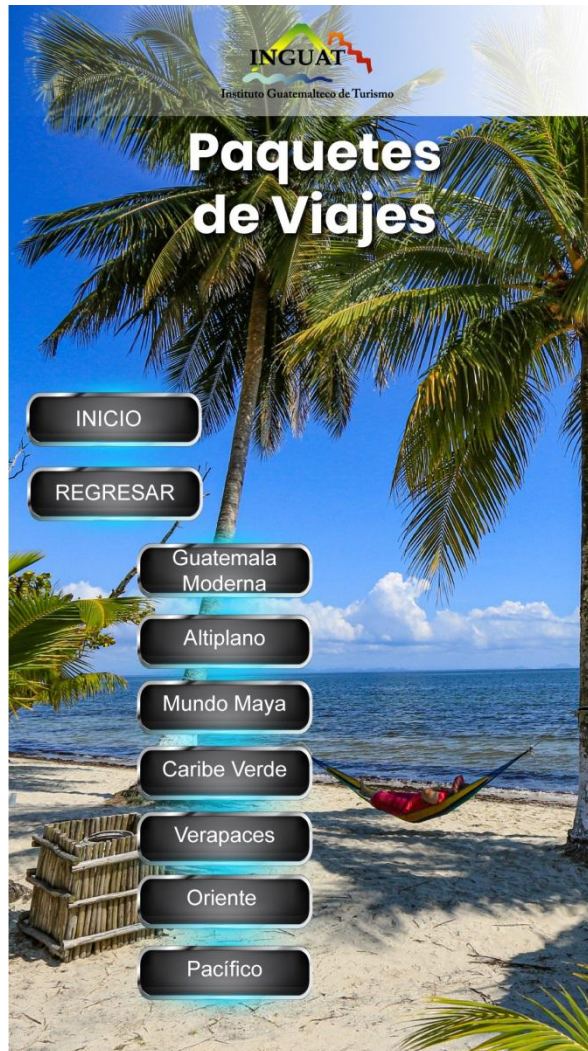 INGUAT
Instituto Guatemalteco de Turismo
Paquetes
de Viajes
INICIO
REGRESAR
Guatemala
Moderna
Altiplano
Mundo Maya
Caribe Verde
Verapaces
Oriente
Pacífico